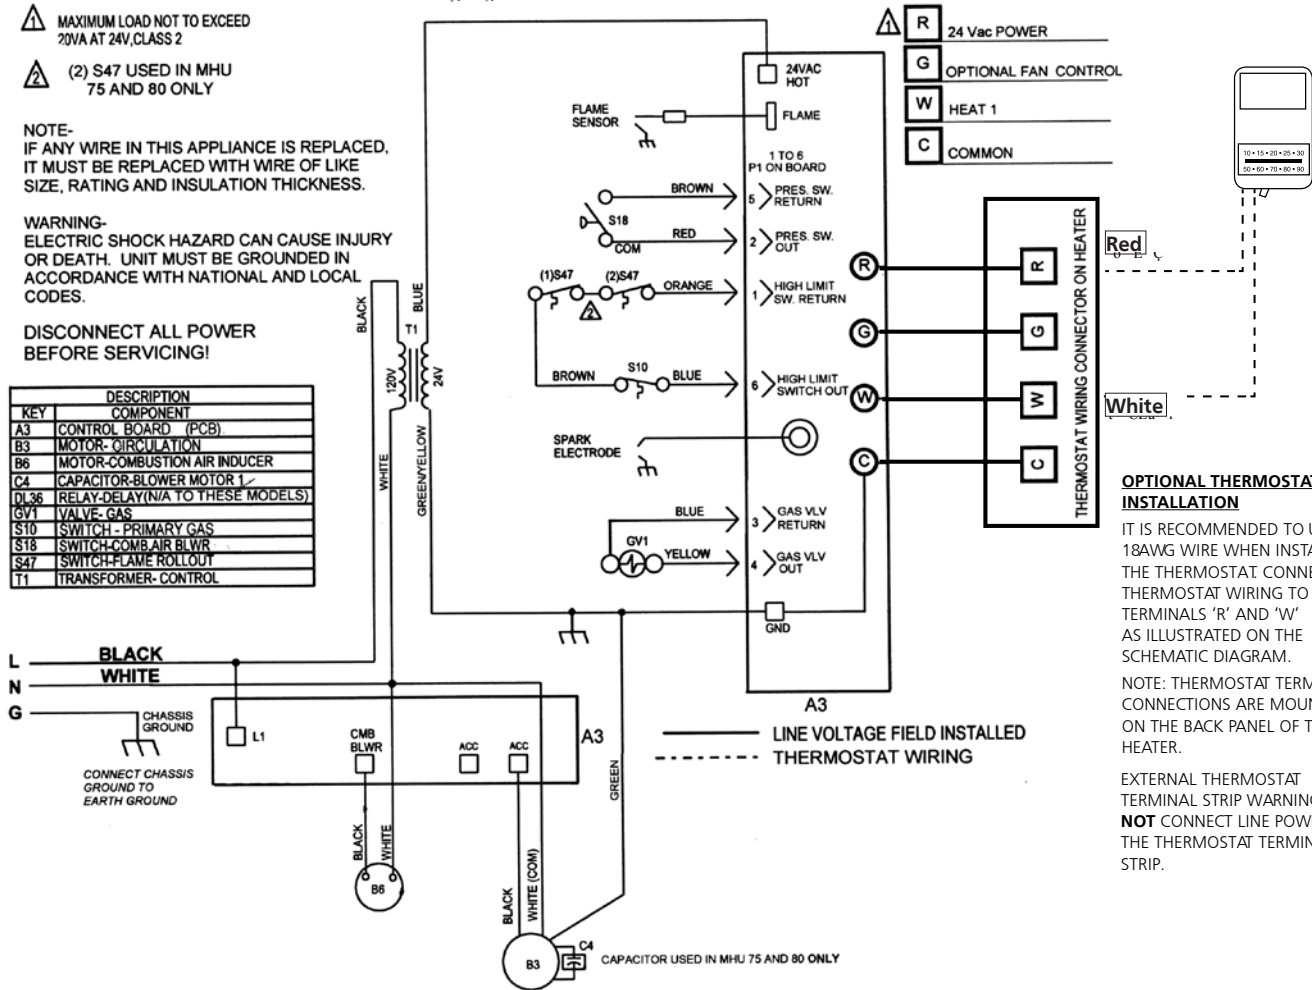 1
MAXIMUM LOAD NOT TO EXCEED
20VA AT 24V,CLASS 2
2
(2) S47 USED IN MHU
75 AND 80 ONLY
NOTE-
IF ANY WIRE IN THIS APPLIANCE IS REPLACED,
IT MUST BE REPLACED WITH WIRE OF LIKE
SIZE, RATING AND INSULATION THICKNESS.
WARNING-
ELECTRIC SHOCK HAZARD CAN CAUSE INJURY
OR DEATH. UNIT MUST BE GROUNDED IN
ACCORDANCE WITH NATIONAL AND LOCAL
CODES.
DISCONNECT ALL POWER
BEFORE SERVICING!
DESCRIPTION
KEY COMPONENT
A3 CONTROL BOARD (PCB)
B3 MOTOR- CIRCULATION
B6 MOTOR-COMBUSTION AIR INDUCER
C4 CAPACITOR-BLOWER MOTOR 1
DL36 RELAY-DELAY(N/A TO THESE MODELS)
GV1 VALVE- GAS
S10 SWITCH - PRIMARY GAS
S18 SWITCH-COMB.AIR BLWR
S47 SWITCH-FLAME ROLLOUT
T1 TRANSFORMER- CONTROL
BLACK
BLUE
T1
120V
24V
WHITE
GREEN/YELLOW
24VAC
HOT
FLAME
SENSOR
FLAME
1 TO 6
P1 ON BOARD
BROWN
5
PRES. SW.
RETURN
S18
RED
COM
2
PRES. SW.
OUT
(1)S47
(2)S47
2
ORANGE
1
HIGH LIMIT
SW. RETURN
BROWN
S10
BLUE
6
HIGH LIMIT
SWITCH OUT
SPARK
ELECTRODE
BLUE
3
GAS VLV
RETURN
GV1
YELLOW
4
GAS VLV
OUT
GND
R
G
W
C
A3
1
R 24 Vac POWER
G OPTIONAL FAN CONTROL
W HEAT 1
C COMMON
R
G
W
C
THERMOSTAT WIRING CONNECTOR ON HEATER
10 • 15 • 20 • 25 • 30
50 • 60 • 70 • 80 • 90
Red
White
OPTIONAL THERMOSTAT
INSTALLATION
IT IS RECOMMENDED TO U
18AWG WIRE WHEN INSTA
THE THERMOSTAT. CONNE
THERMOSTAT WIRING TO
TERMINALS ‘R’ AND ‘W’
AS ILLUSTRATED ON THE
SCHEMATIC DIAGRAM.
NOTE: THERMOSTAT TERM
CONNECTIONS ARE MOUN
ON THE BACK PANEL OF T
HEATER.
EXTERNAL THERMOSTAT
TERMINAL STRIP WARNING
NOT CONNECT LINE POW
THE THERMOSTAT TERMIN
STRIP.
L BLACK
N WHITE
G
CHASSIS
GROUND
CONNECT CHASSIS
GROUND TO
EARTH GROUND
L1
CMB
BLWR
ACC
ACC
A3
LINE VOLTAGE FIELD INSTALLED
THERMOSTAT WIRING
GREEN
BLACK
WHITE
B6
BLACK
WHITE (COM)
B3
C4
CAPACITOR USED IN MHU 75 AND 80 ONLY